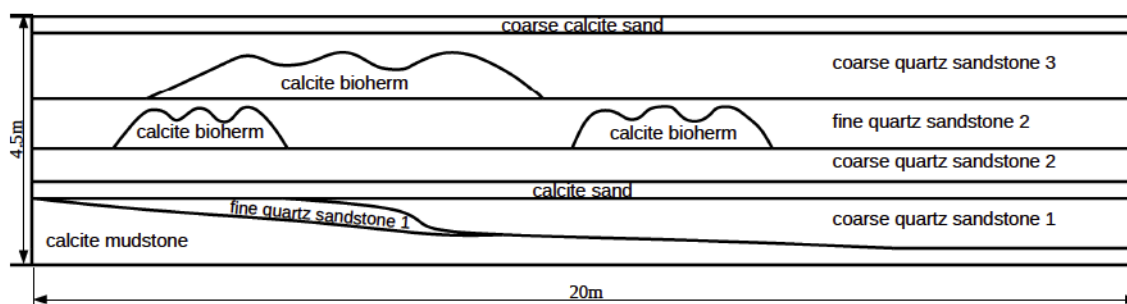 coarse calcite sand
coarse quartz sandstone 3
calcite bioherm
calcite bioherm
calcite bioherm
fine quartz sandstone 2
coarse quartz sandstone 2
calcite sand
fine quartz sandstone 1
coarse quartz sandstone 1
calcite mudstone
4.5m
20m